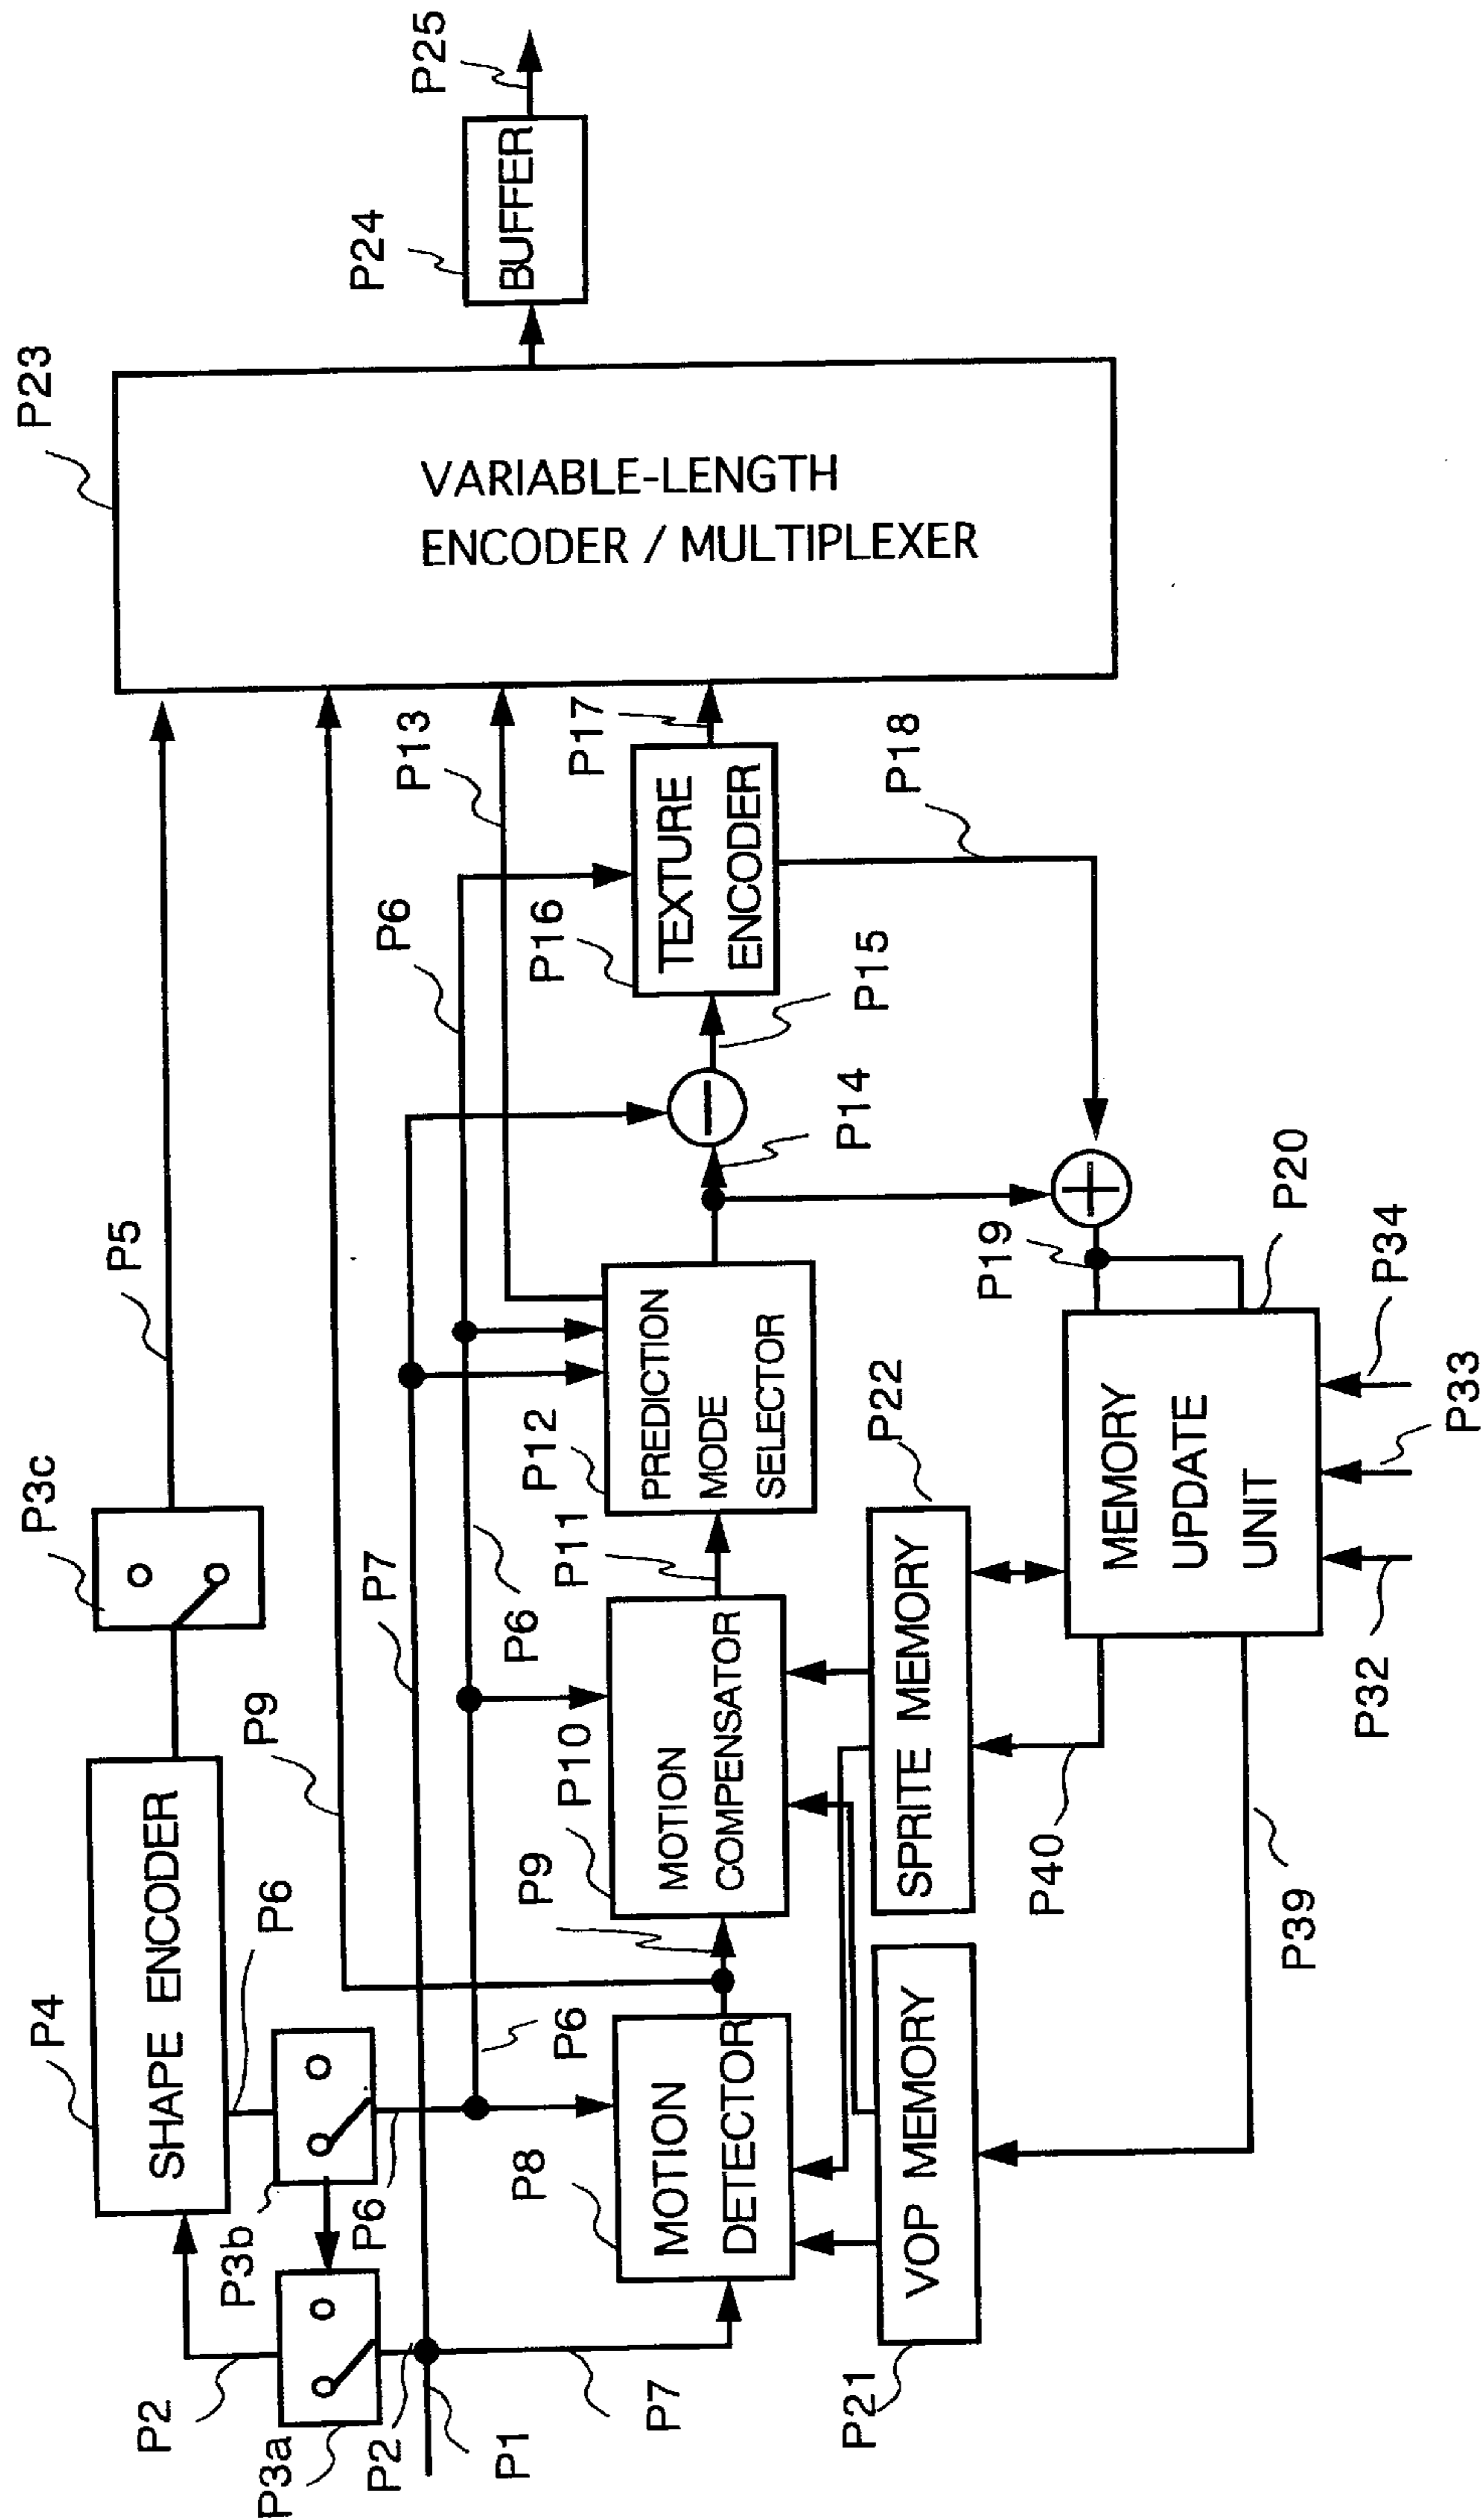 P23
P24
P25
VARIABLE-LENGTH
ENCODER / MULTIPLEXER
BUFFER
P3c
P5
P4
SHAPE ENCODER
P9
P6
P13
P6
P17
P2
P3b
P6
P3a
P2
P1
P7
P6
P6
P7
P8
MOTION
DETECTOR
P9
P10
MOTION
COMPENSATOR
P11
P12
PREDICTION
MODE
SELECTOR
P14
P15
P16
TEXTURE
ENCODER
P18
P21
VOP MEMORY
P22
SPRITE MEMORY
P19
P20
P40
P39
MEMORY
UPDATE
UNIT
P32
P33
P34